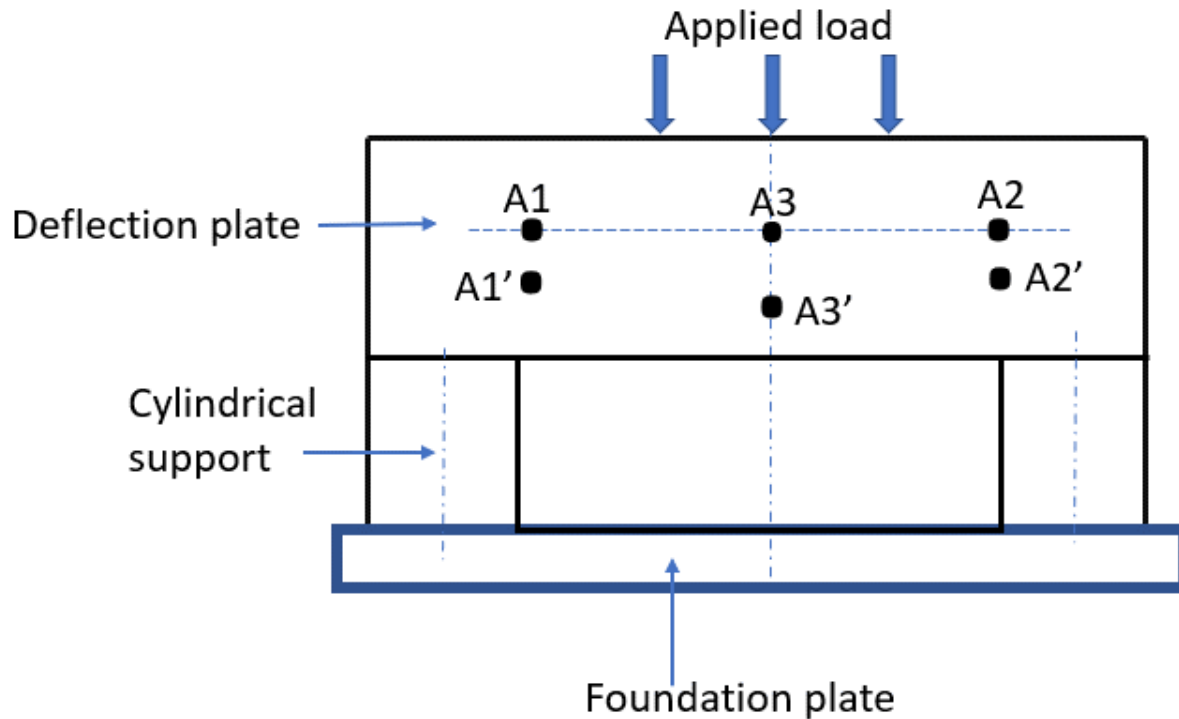 Applied load
A1
A3
A2
Deflection plate
A1’
A2’
A3’
Cylindrical
support
Foundation plate